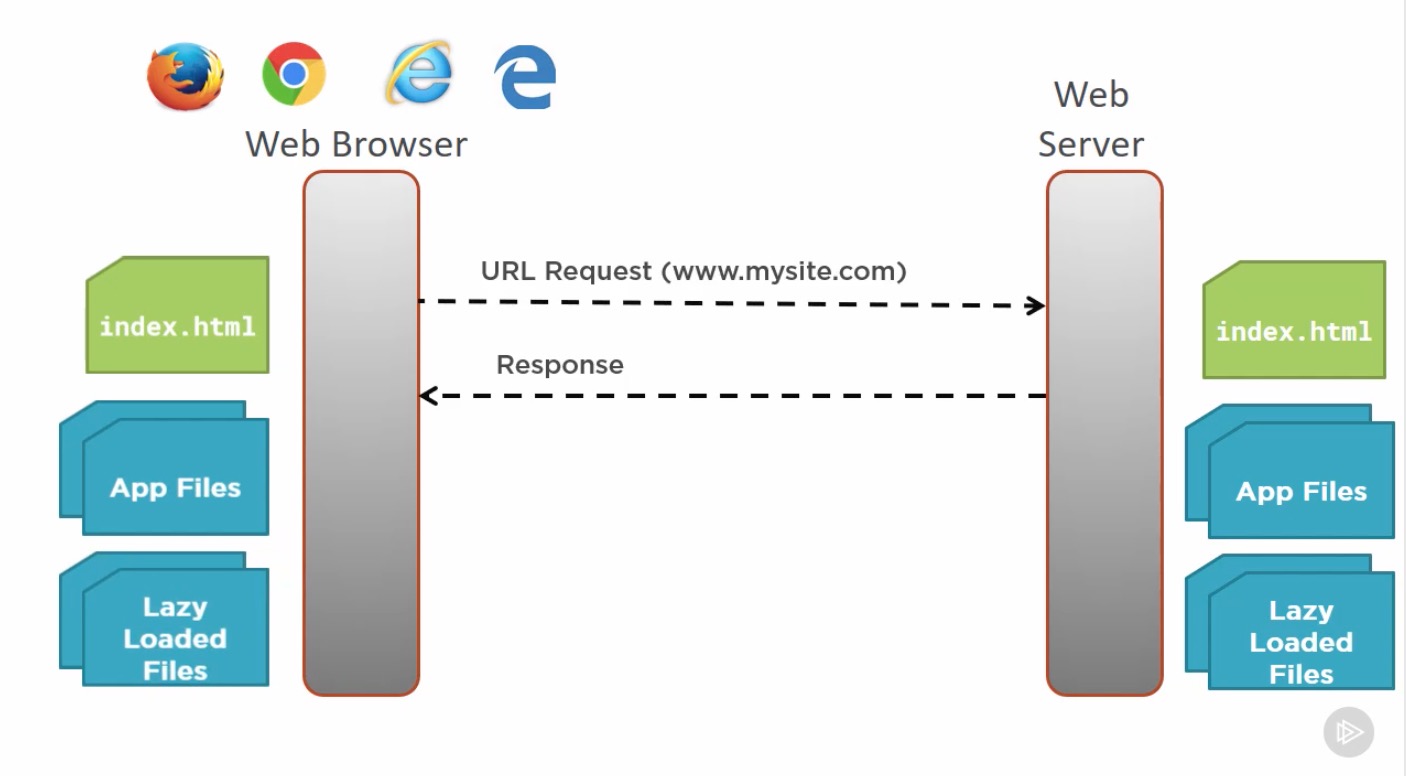 Web Browser
Web
Server
URL Request (www.mysite.com)
Response
index.html
App Files
Lazy
Loaded
Files
index.html
App Files
Lazy
Loaded
Files